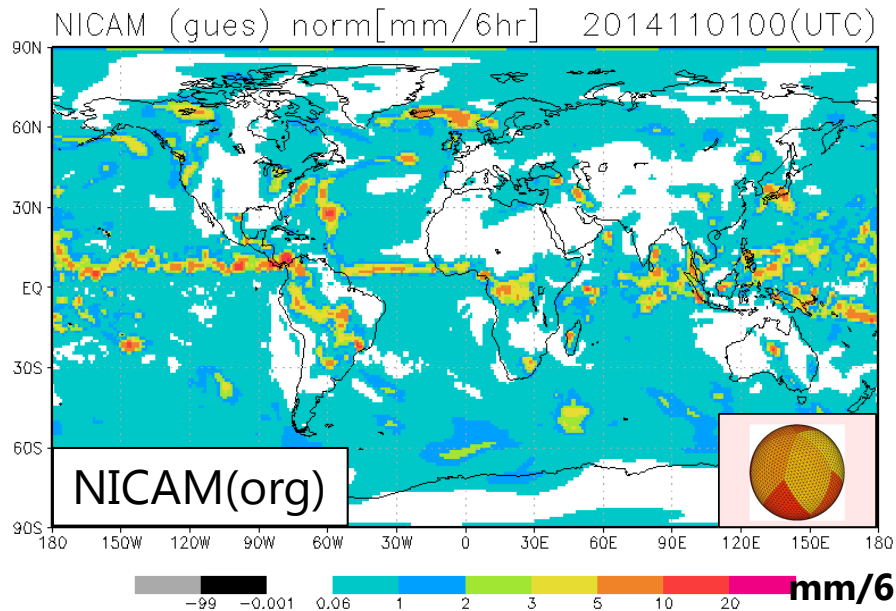 NICAM (gues) norm[mm/6hr] 2014110100(UTC)
90N
60N
30N
EQ
30S
60S
90S
NICAM(org)
180 150W 120W 90W 60W 30W 0 30E 60E 90E 120E 150E 180
-99 -0.001 0.06 1 2 3 5 10 20 mm/6